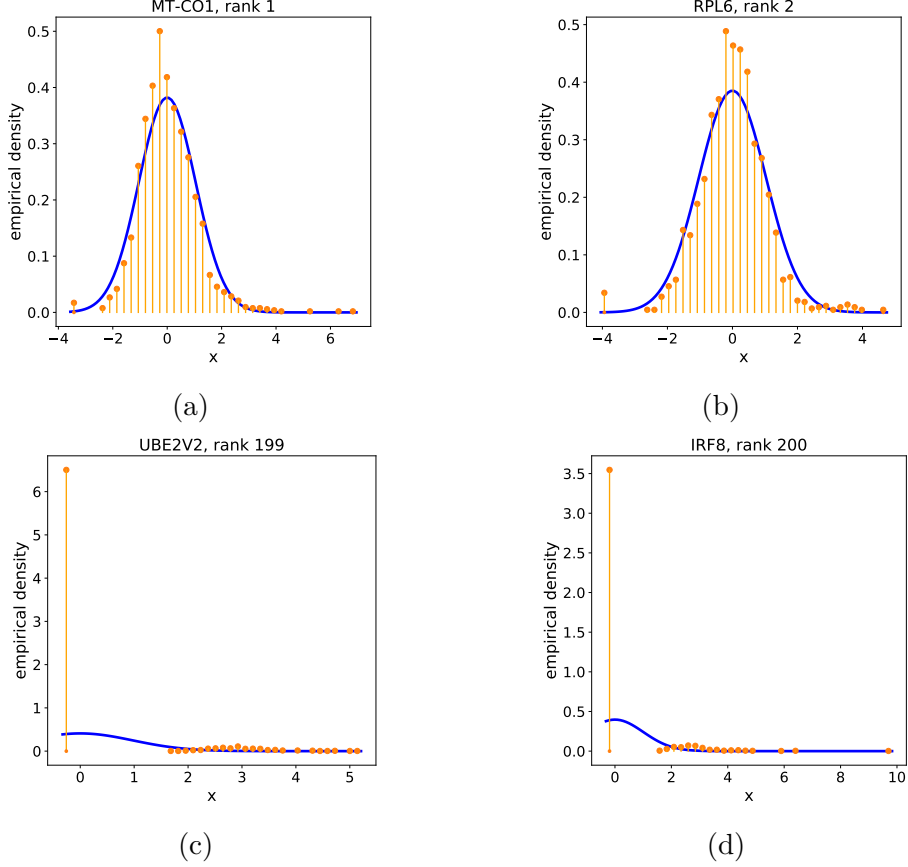 MT-CO1, rank 1
empirical density
0.5
0.4
0.3
0.2
0.1
0.0
−4 −2 0 2 4 6
x
(a)
RPL6, rank 2
empirical density
0.5
0.4
0.3
0.2
0.1
0.0
−4 −2 0 2 4
x
(b)
UBE2V2, rank 199
empirical density
6
5
4
3
2
1
0
0 1 2 3 4 5
x
(c)
IRF8, rank 200
empirical density
3.5
3.0
2.5
2.0
1.5
1.0
0.5
0.0
0 2 4 6 8 10
x
(d)